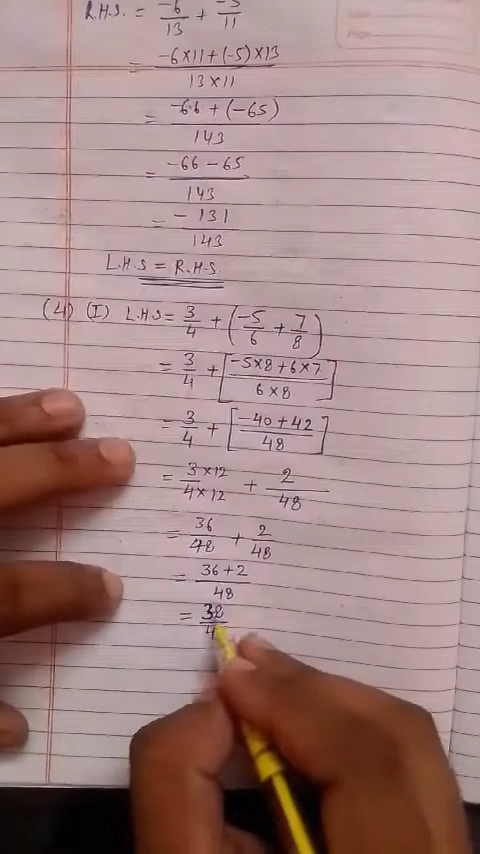 R.H.S. = -6/13 + -5/11
= -6×11+(-5)×13 / 13×11
= -66 + (-65) / 143
= -66 - 65 / 143
= - 131 / 143
L.H.S = R.H.S.
(4) (I) L.H.S = 3/4 + (-5/6 + 7/8)
= 3/4 + [-5×8+6×7 / 6×8]
= 3/4 + [-40+42 / 48]
= 3×12 / 4×12 + 2/48
= 36/48 + 2/48
= 36+2 / 48
= 38/4